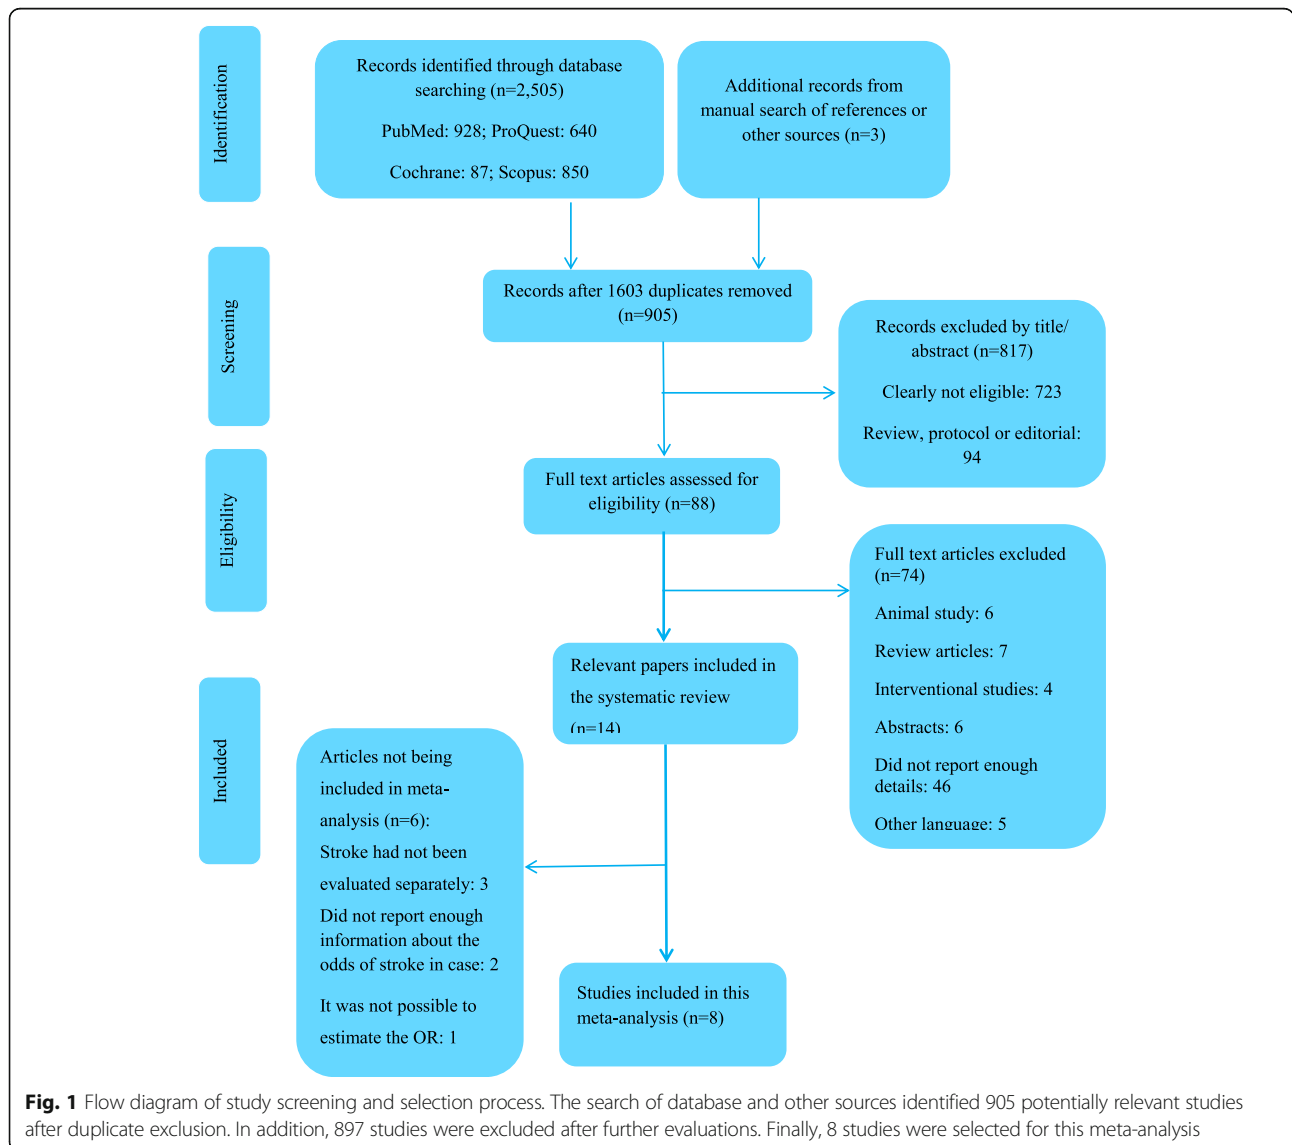 Identification
Records identified through database
searching (n=2,505)
PubMed: 928; ProQuest: 640
Cochrane: 87; Scopus: 850
Additional records from
manual search of references or
other sources (n=3)
Screening
Records after 1603 duplicates removed
(n=905)
Records excluded by title/
abstract (n=817)
Clearly not eligible: 723
Review, protocol or editorial:
94
Eligibility
Full text articles assessed for
eligibility (n=88)
Full text articles excluded
(n=74)
Animal study: 6
Review articles: 7
Interventional studies: 4
Abstracts: 6
Did not report enough
details: 46
Other language: 5
Included
Relevant papers included in
the systematic review
(n=14)
Articles not being
included in meta-
analysis (n=6):
Stroke had not been
evaluated separately: 3
Did not report enough
information about the
odds of stroke in case: 2
It was not possible to
estimate the OR: 1
Studies included in this
meta-analysis (n=8)
Fig. 1 Flow diagram of study screening and selection process. The search of database and other sources identified 905 potentially relevant studies
after duplicate exclusion. In addition, 897 studies were excluded after further evaluations. Finally, 8 studies were selected for this meta-analysis